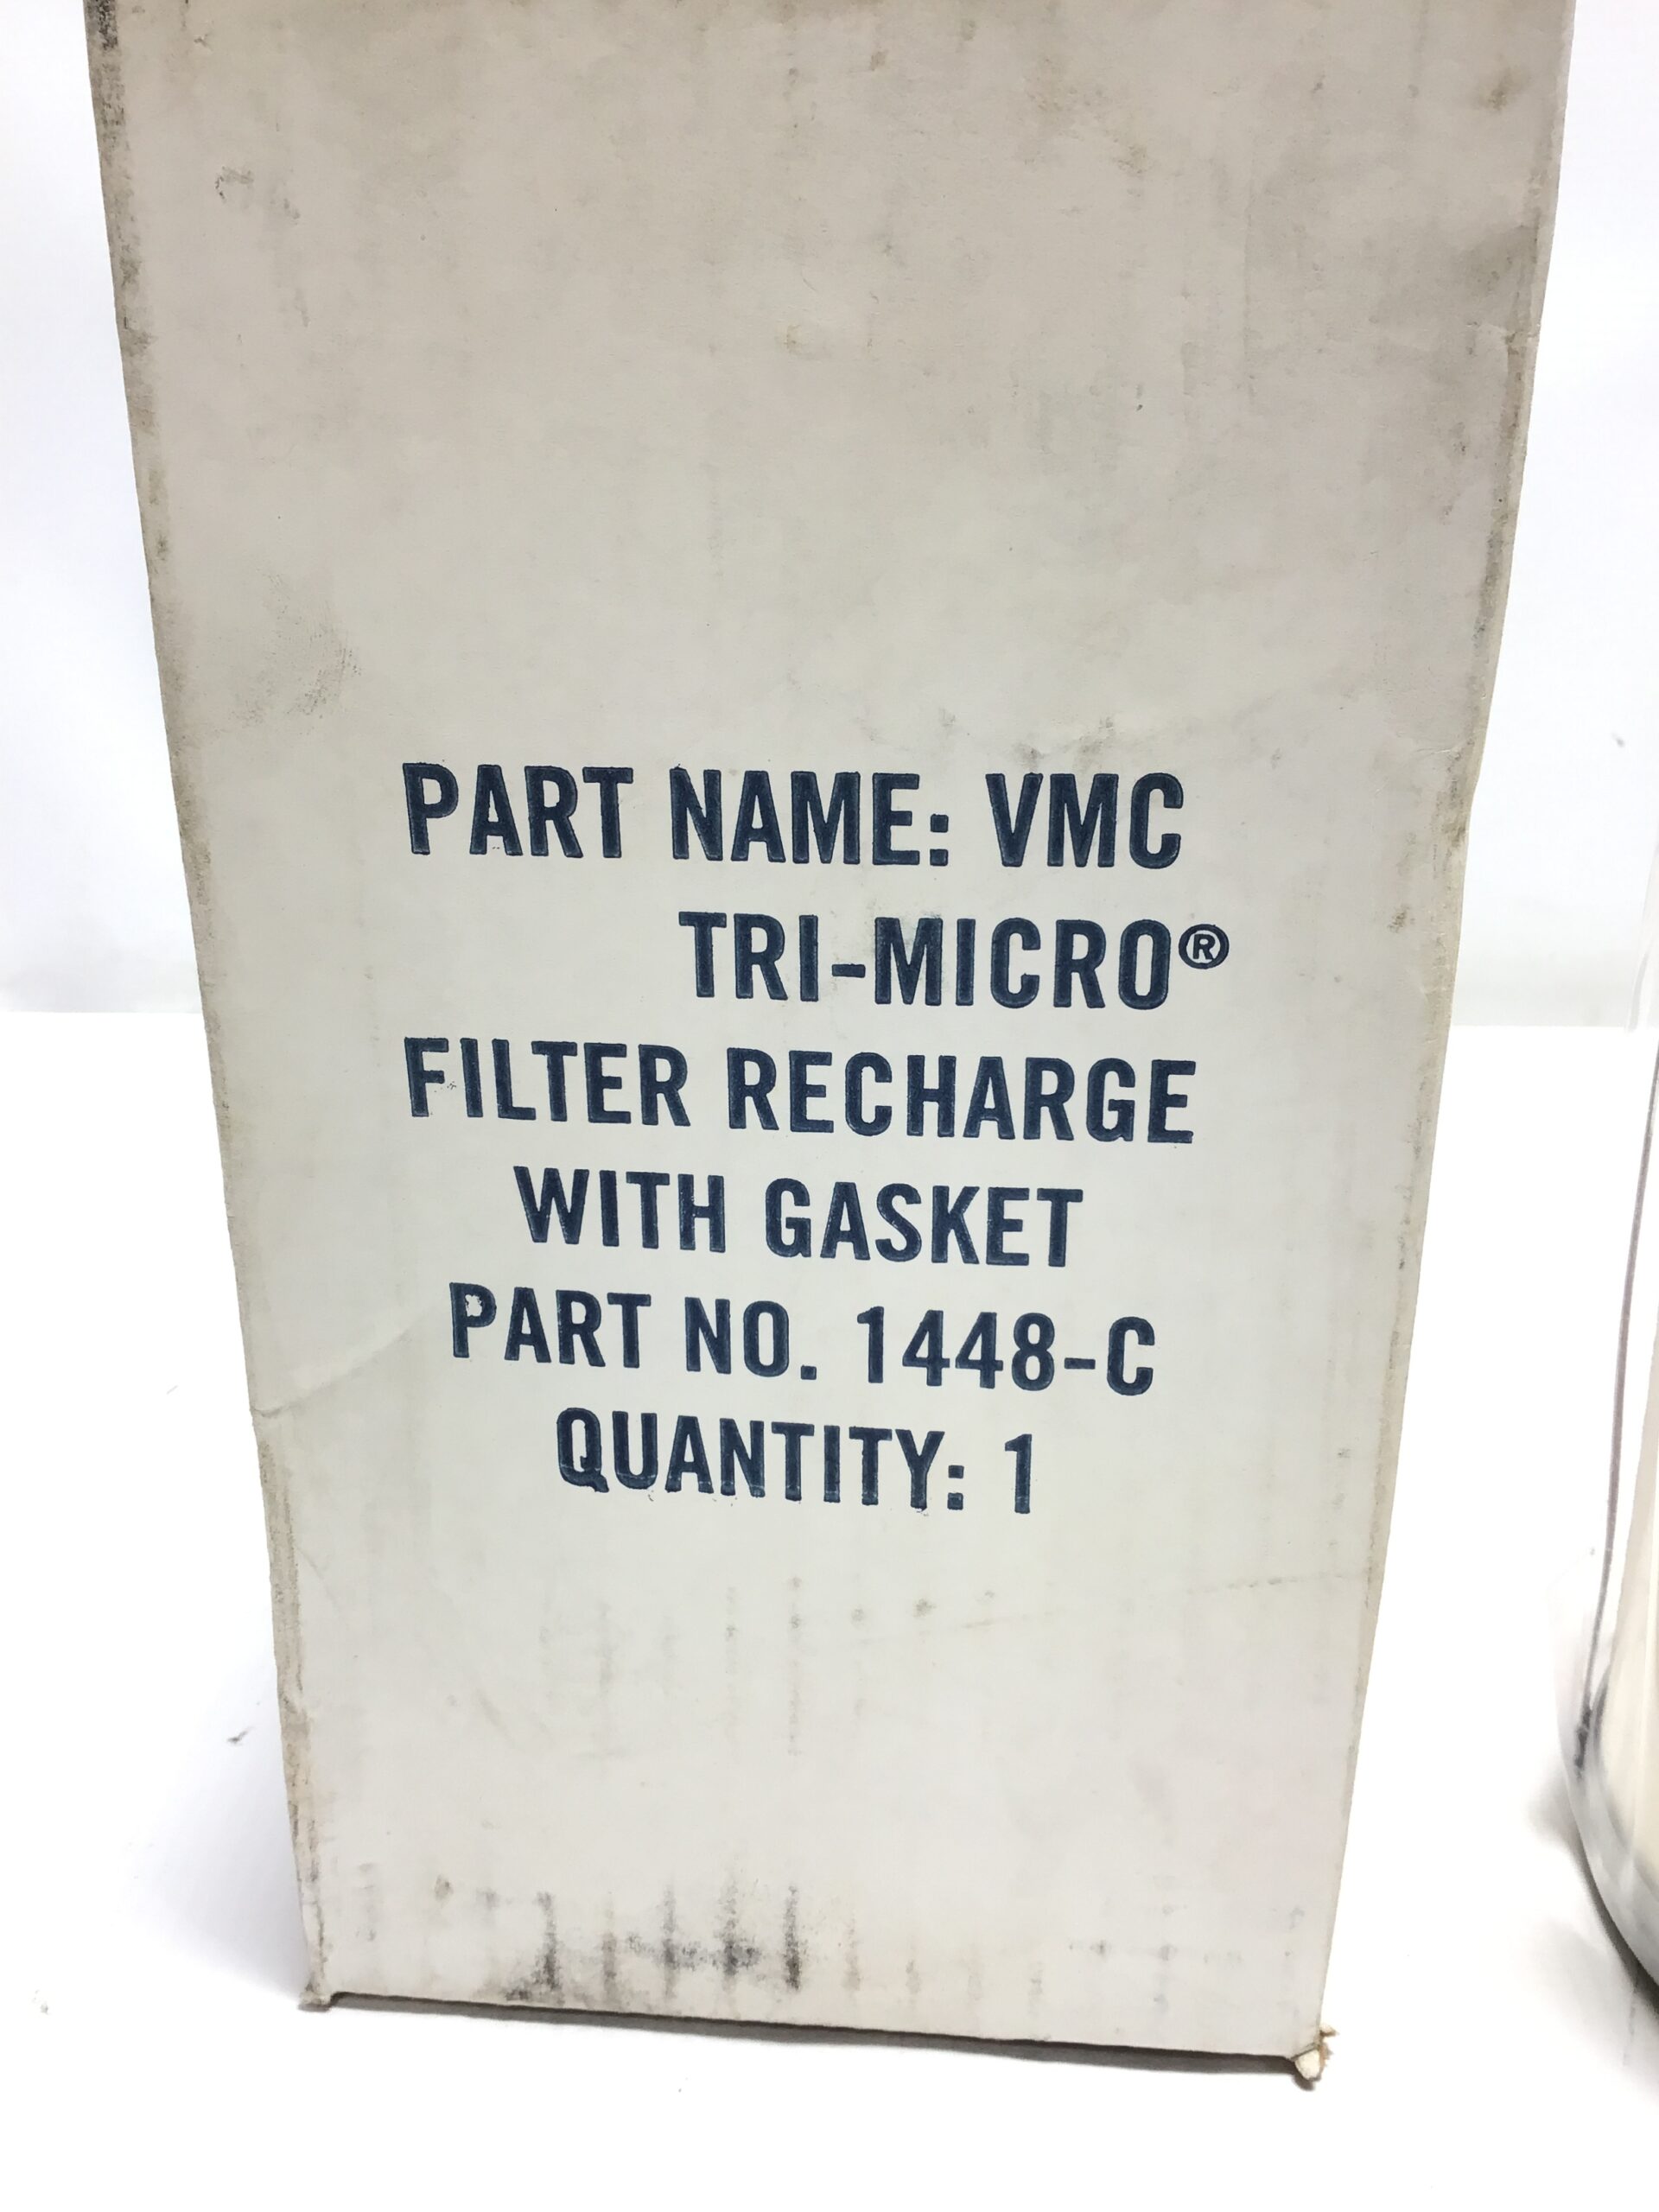 PART NAME: VMC
TRI-MICRO®
FILTER RECHARGE
WITH GASKET
PART NO. 1448-C
QUANTITY: 1